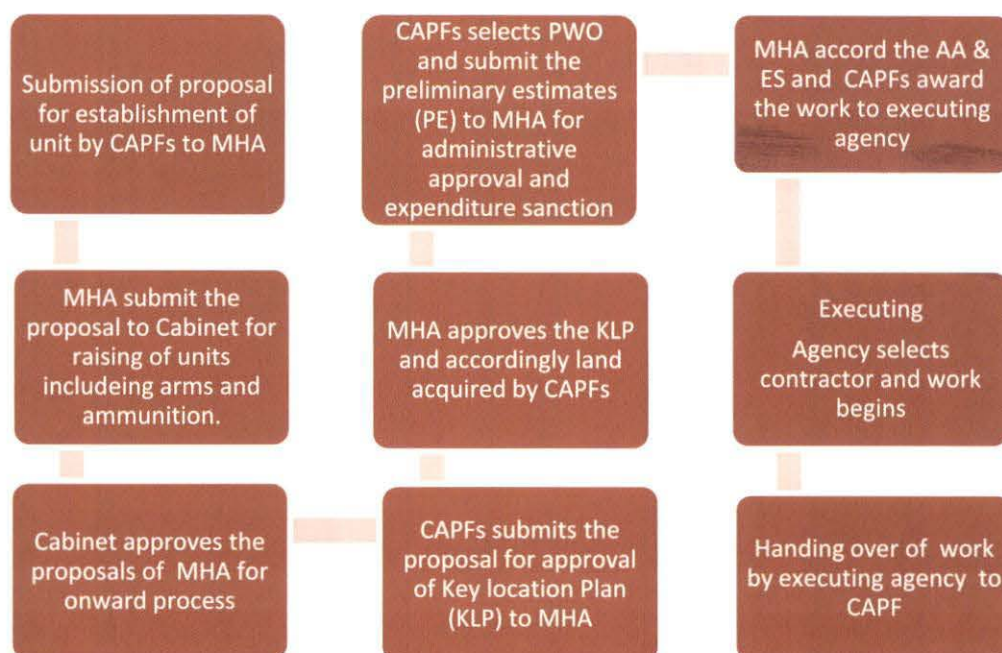 Submission of proposal
for establishment of
unit by CAPFs to MHA
MHA submit the
proposal to Cabinet for
raising of units
includeing arms and
ammunition.
Cabinet approves the
proposals of MHA for
onward process
CAPFs submits the
proposal for approval
of Key location Plan
(KLP) to MHA
MHA approves the KLP
and accordingly land
acquired by CAPFs
CAPFs selects PWO
and submit the
preliminary estimates
(PE) to MHA for
administrative
approval and
expenditure sanction
MHA accord the AA &
ES and CAPFs award
the work to executing
agency
Executing
Agency selects
contractor and work
begins
Handing over of work
by executing agency to
CAPF